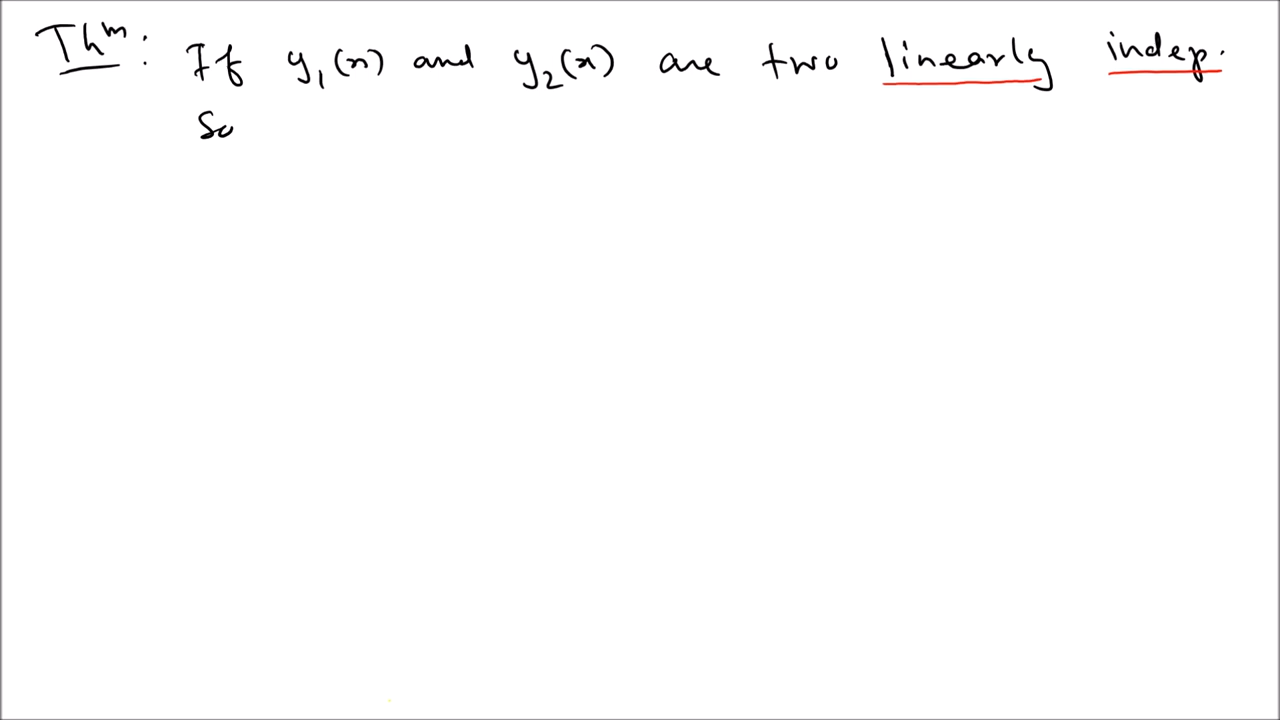 Thᵐ: If y₁(x) and y₂(x) are two linearly indep.
So